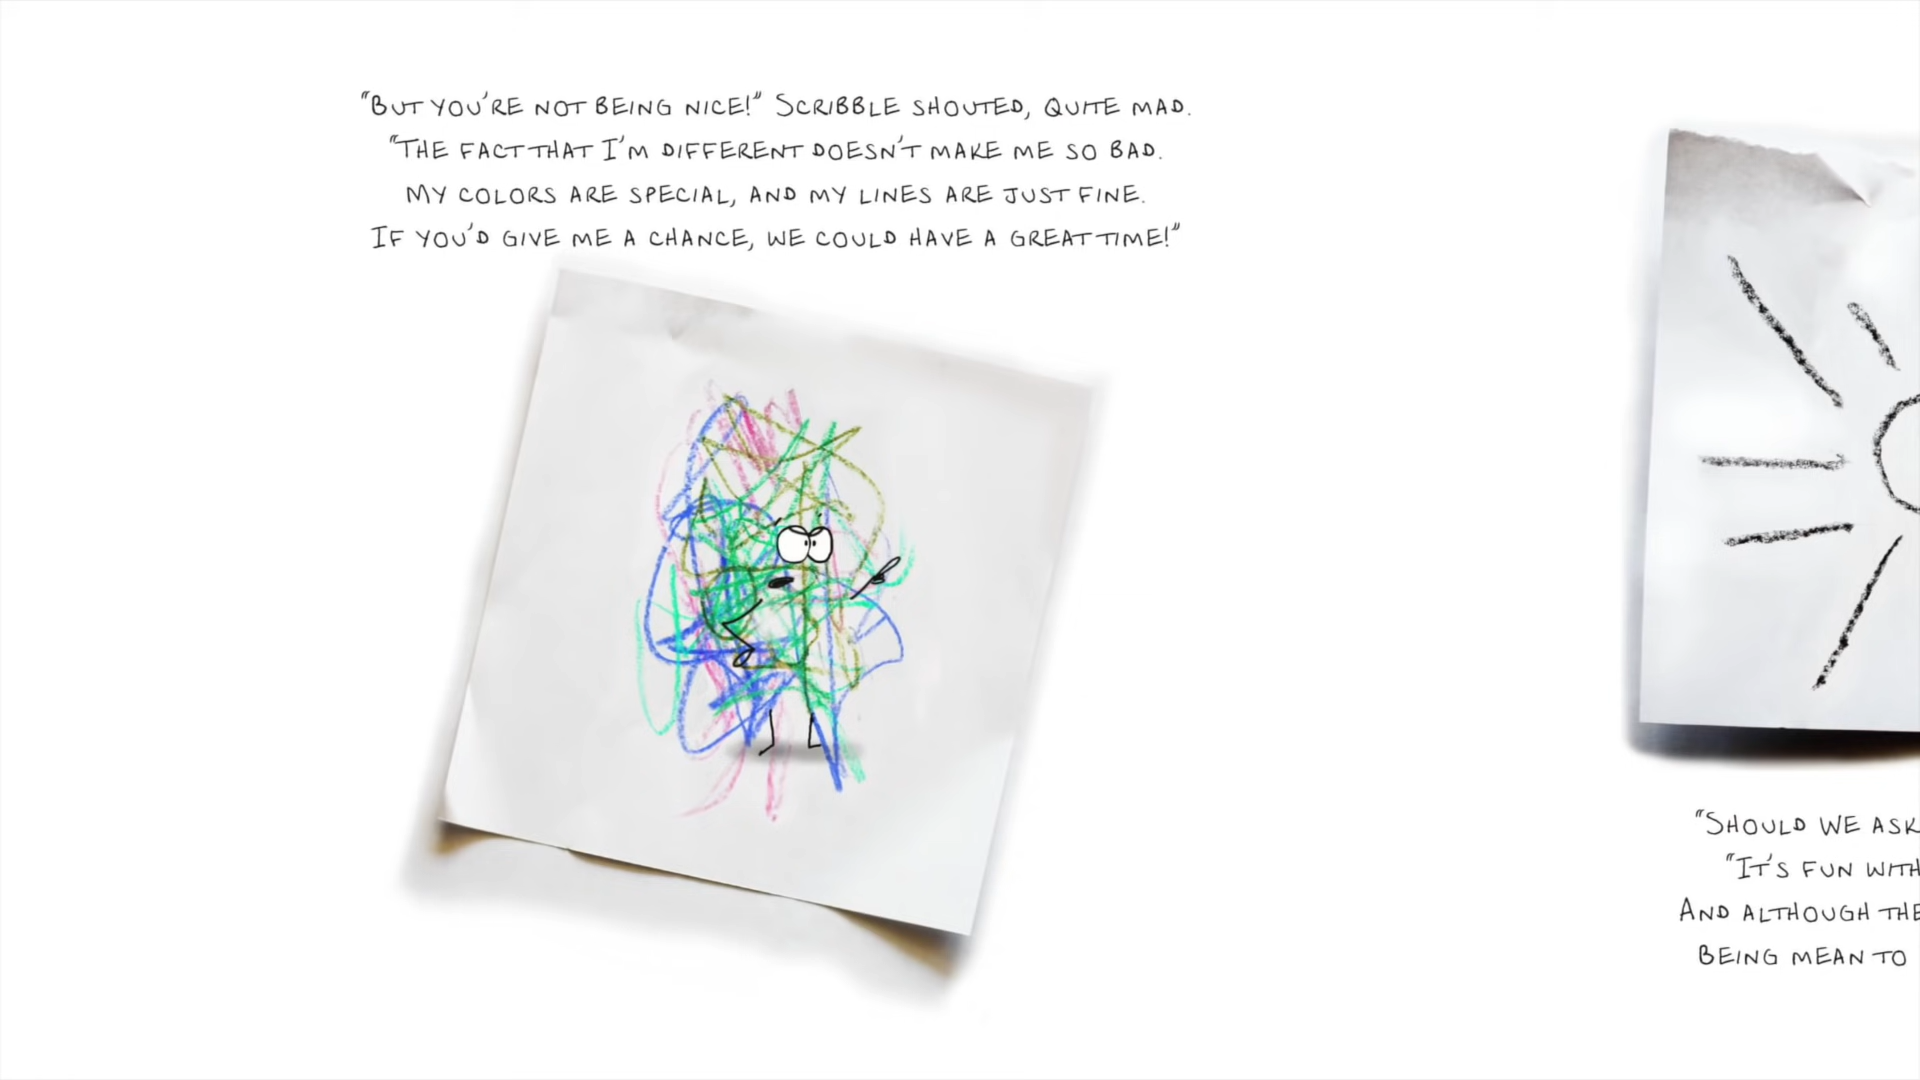 "BUT YOU'RE NOT BEING NICE!" SCRIBBLE SHOUTED, QUITE MAD.
"THE FACT THAT I'M DIFFERENT DOESN'T MAKE ME SO BAD.
MY COLORS ARE SPECIAL, AND MY LINES ARE JUST FINE.
IF YOU'D GIVE ME A CHANCE, WE COULD HAVE A GREAT TIME!"
"SHOULD WE ASK
"IT'S FUN WITH
AND ALTHOUGH THE
BEING MEAN TO